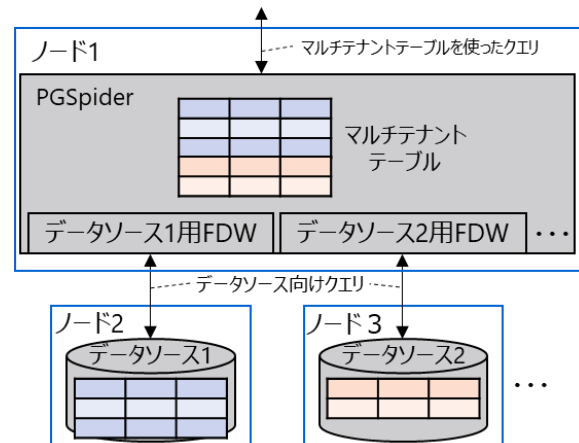 ノード1
マルチテナントテーブルを使ったクエリ
PGSpider
マルチテナント
テーブル
データソース1用FDW
データソース2用FDW
・・・
データソース向けクエリ
ノード2
ノード３
データソース1
データソース2
・・・